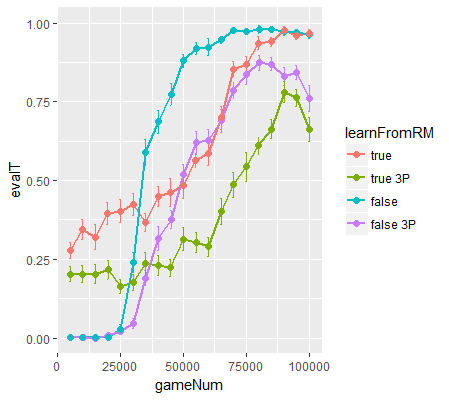 1.00
0.75
0.50
0.25
0.00
evalT
0
25000
50000
75000
100000
gameNum
learnFromRM
true
true 3P
false
false 3P